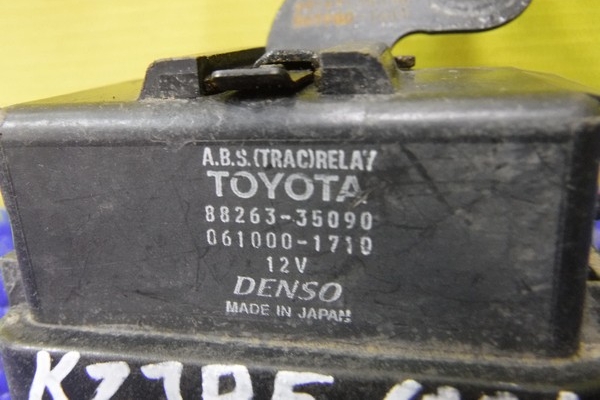 A.B.S.(TRAC)RELAY
TOYOTA
88263-35090
061000-1710
12V
DENSO
MADE IN JAPAN